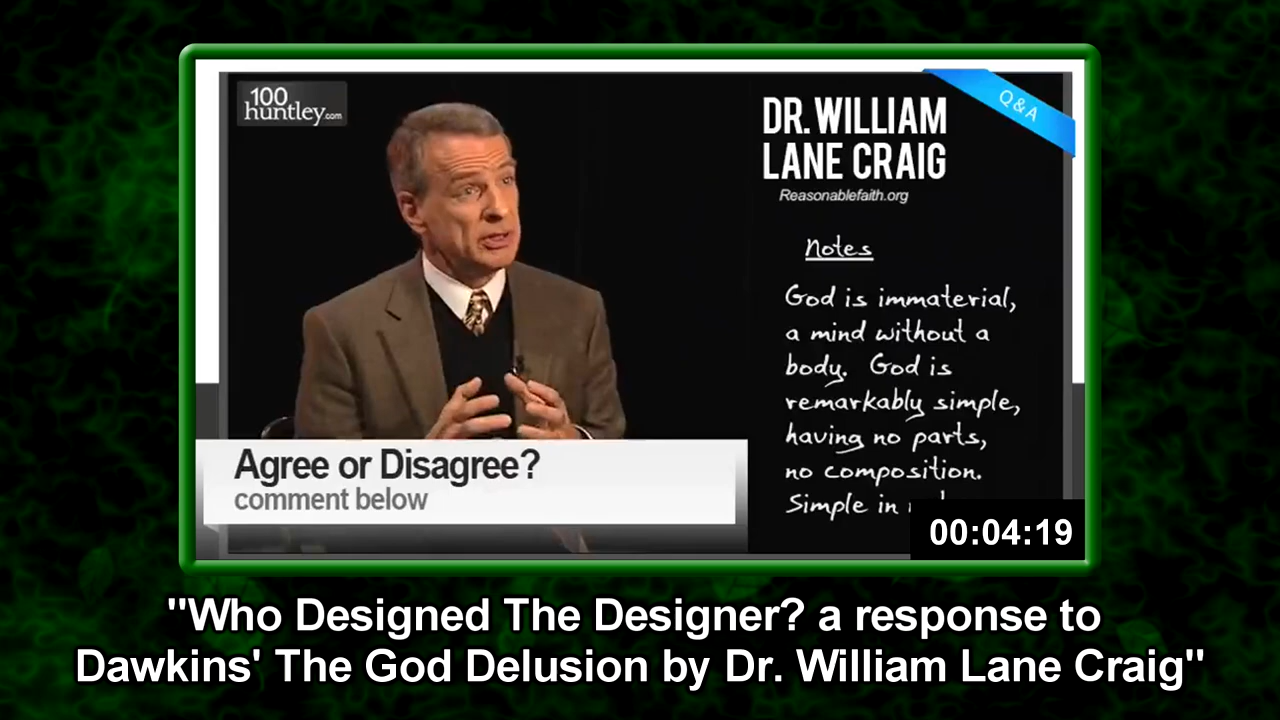 100
huntley.com
Q&A
DR. WILLIAM
LANE CRAIG
Reasonablefaith.org
Notes
God is immaterial,
a mind without a
body. God is
remarkably simple,
having no parts,
no composition.
Simple in
Agree or Disagree?
comment below
00:04:19
"Who Designed The Designer? a response to
Dawkins' The God Delusion by Dr. William Lane Craig"